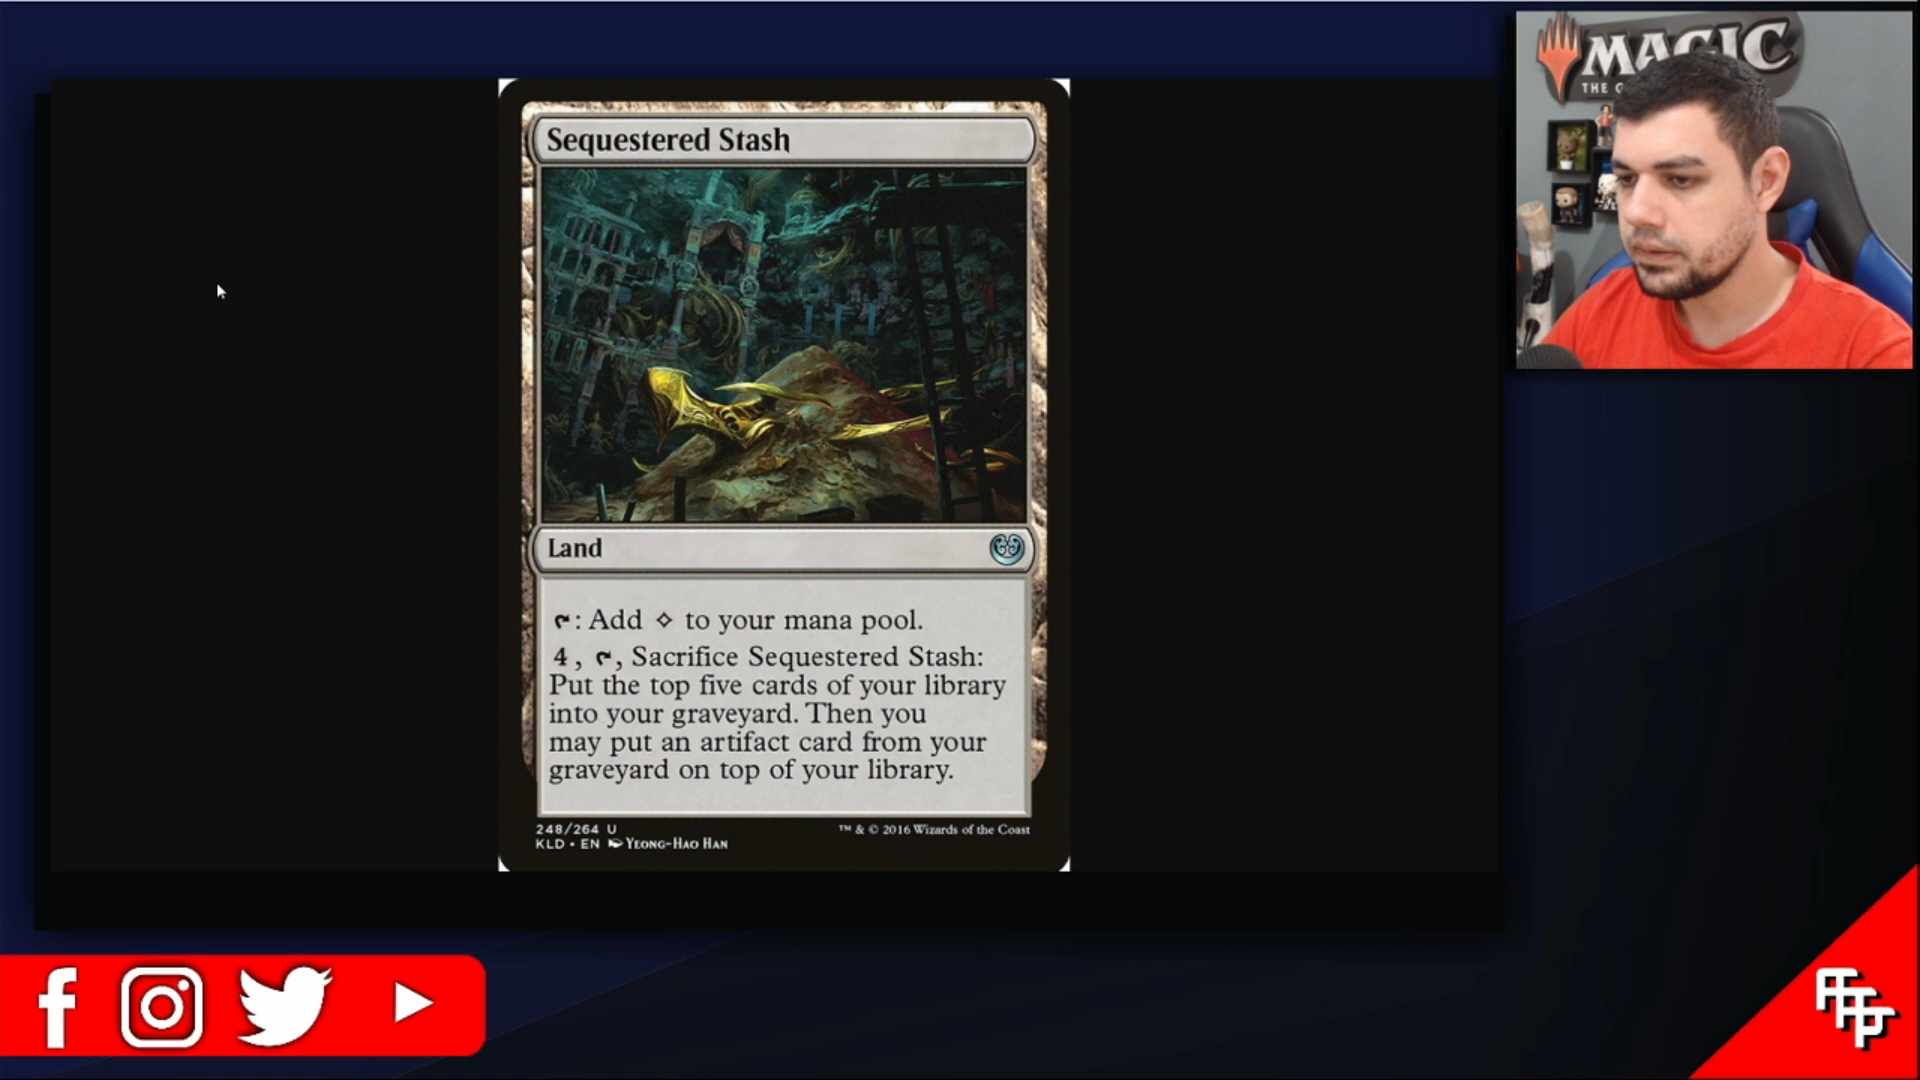 MAGIC
THE G
Sequestered Stash
Land
: Add to your mana pool.
4, , Sacrifice Sequestered Stash:
Put the top five cards of your library
into your graveyard. Then you
may put an artifact card from your
graveyard on top of your library.
248/264 U
™ & © 2016 Wizards of the Coast
KLD • EN Yeong-Hao Han